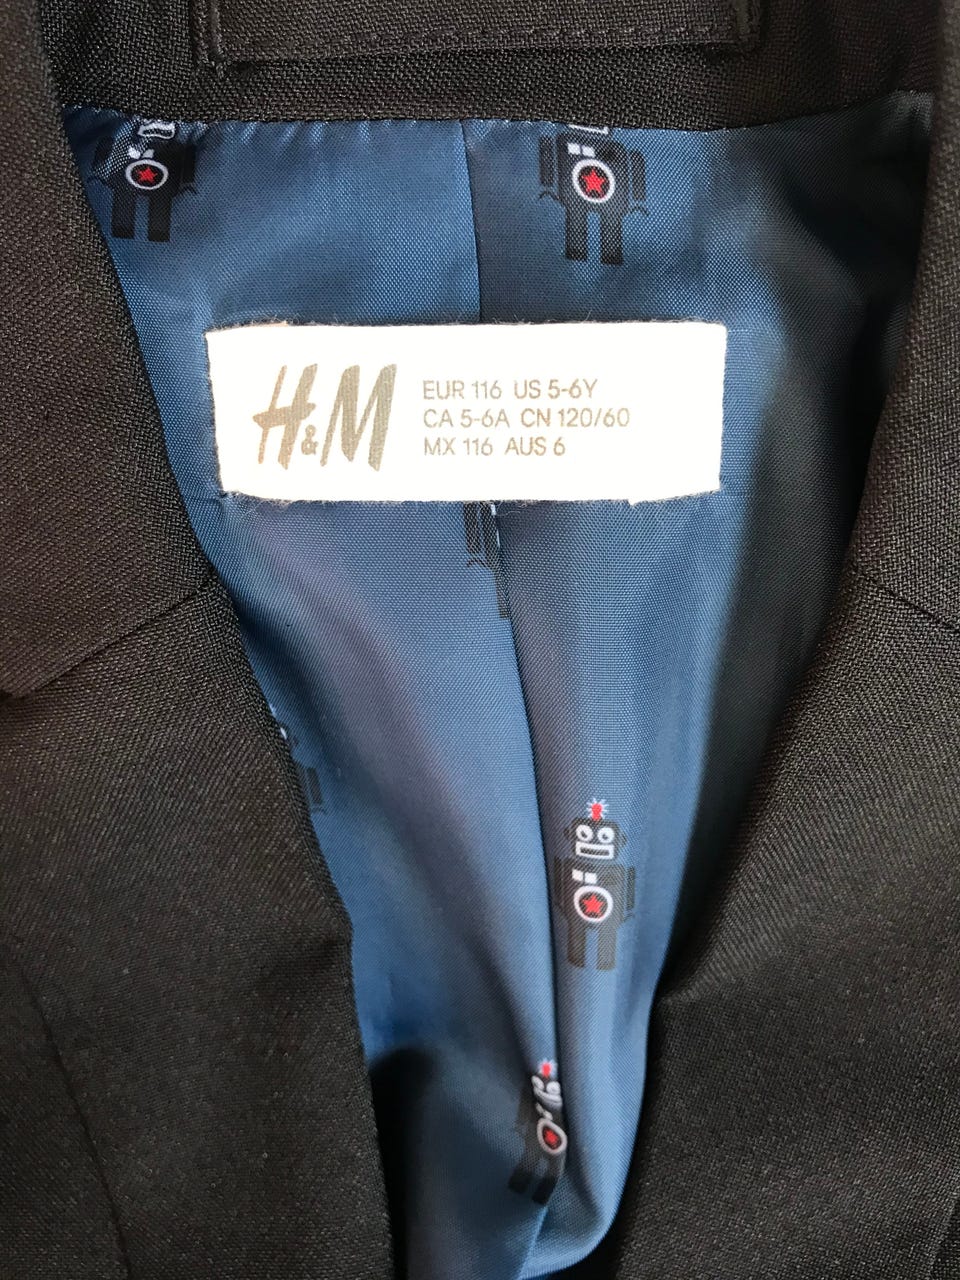 H&M
EUR 116 US 5-6Y
CA 5-6A CN 120/60
MX 116 AUS 6